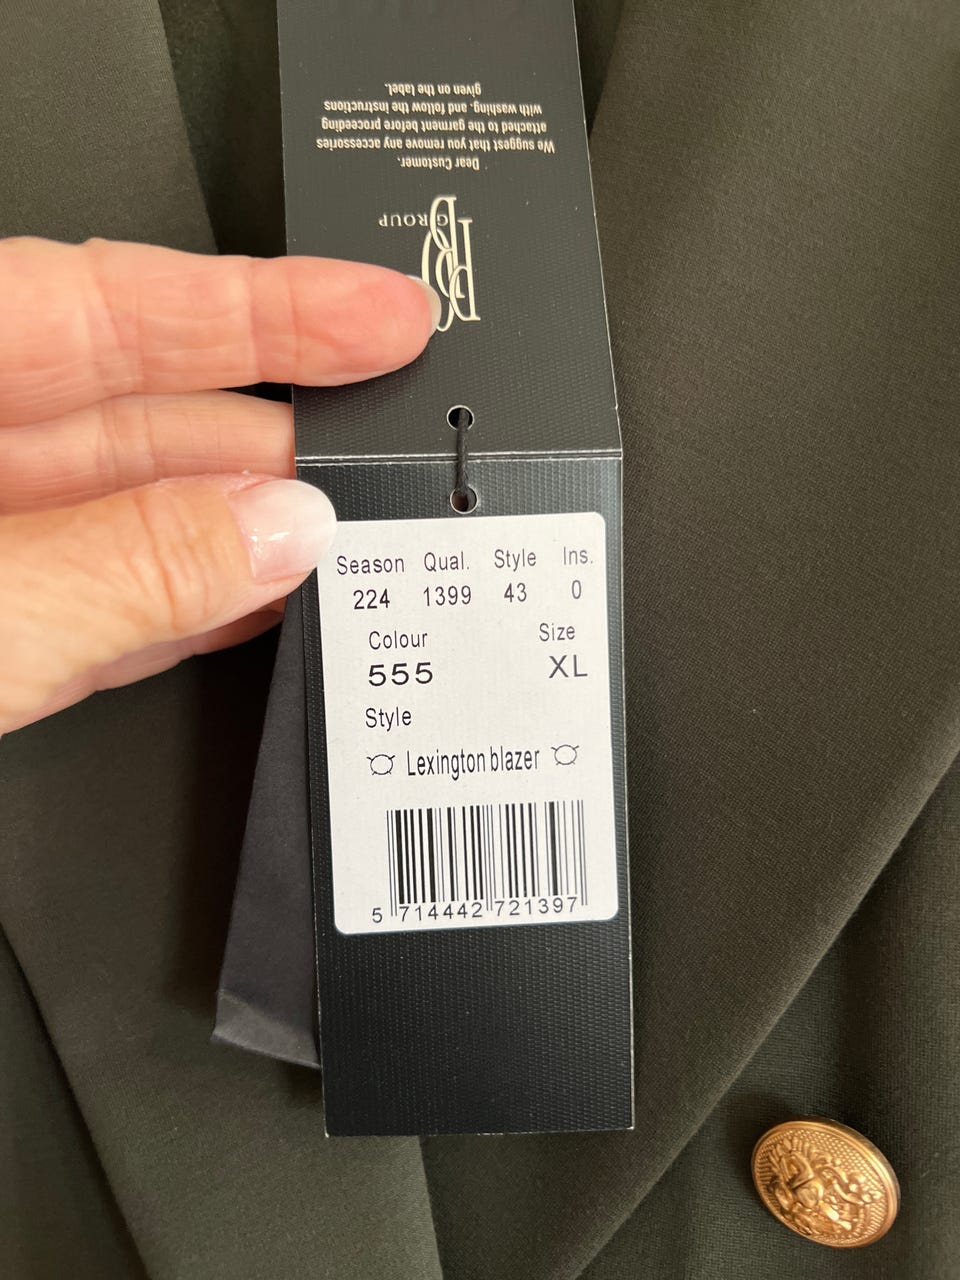 GROUP
Dear Customer.
We suggest that you remove any accessories
attached to the garment before proceeding
with washing, and follow the instructions
given on the label.
Season Qual. Style Ins.
224 1399 43 0
Colour Size
555 XL
Style
Lexington blazer
5 714442 721397